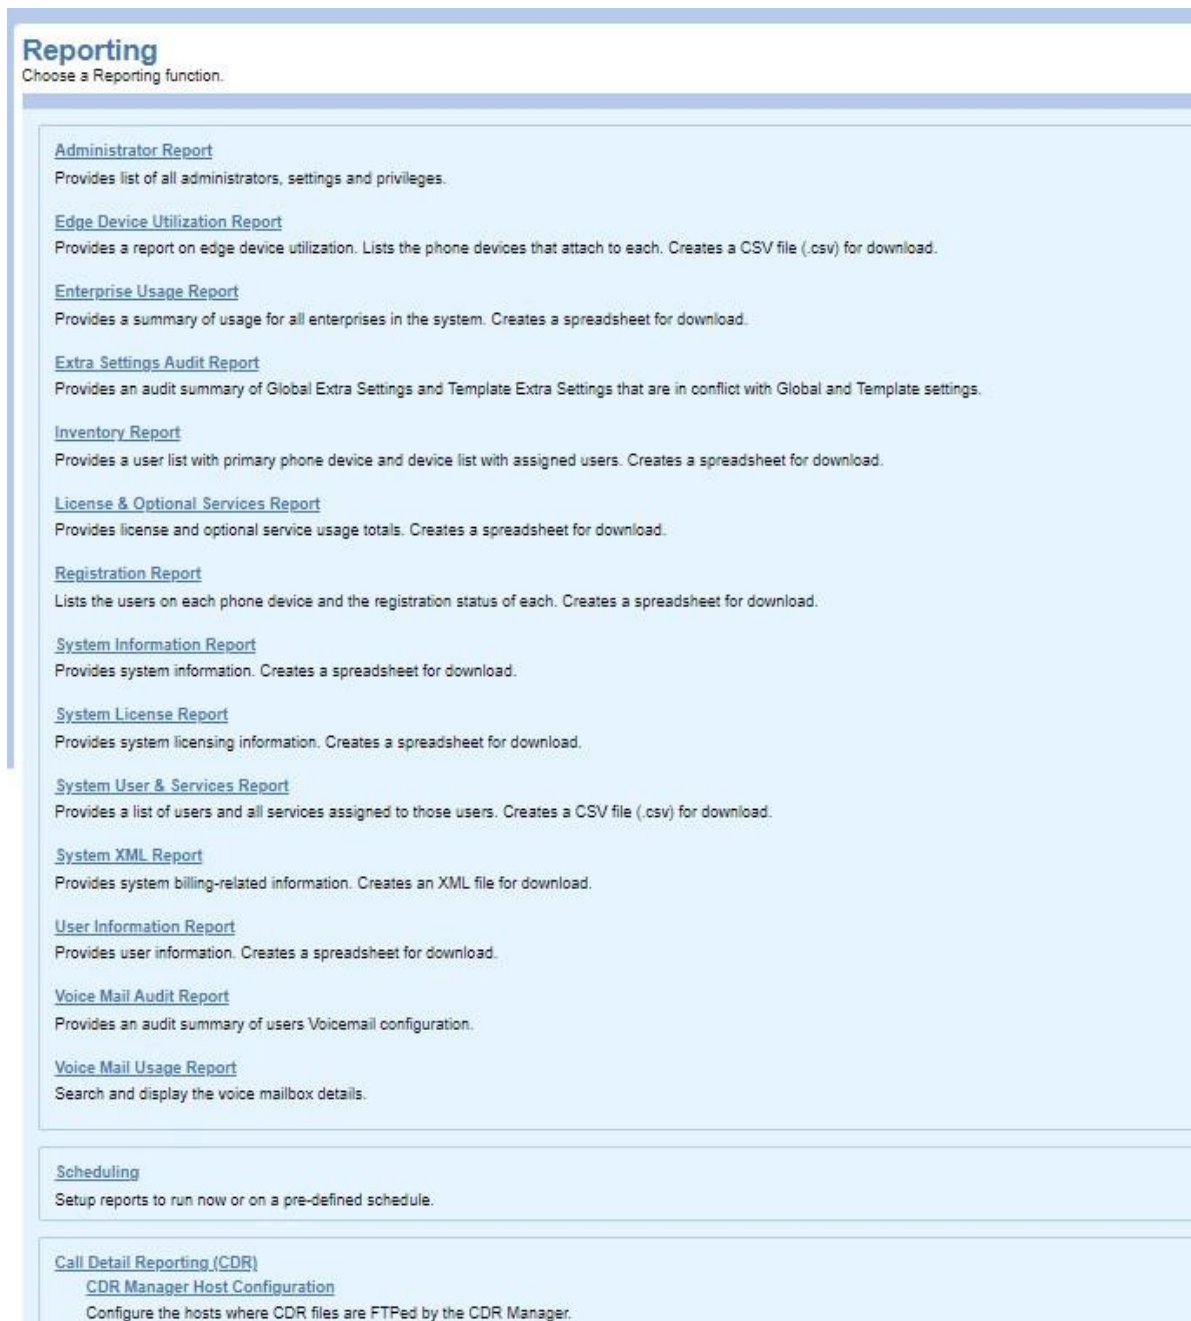 Reporting
Choose a Reporting function.
Administrator Report
Provides list of all administrators, settings and privileges.
Edge Device Utilization Report
Provides a report on edge device utilization. Lists the phone devices that attach to each. Creates a CSV file (.csv) for download.
Enterprise Usage Report
Provides a summary of usage for all enterprises in the system. Creates a spreadsheet for download.
Extra Settings Audit Report
Provides an audit summary of Global Extra Settings and Template Extra Settings that are in conflict with Global and Template settings.
Inventory Report
Provides a user list with primary phone device and device list with assigned users. Creates a spreadsheet for download.
License & Optional Services Report
Provides license and optional service usage totals. Creates a spreadsheet for download.
Registration Report
Lists the users on each phone device and the registration status of each. Creates a spreadsheet for download.
System Information Report
Provides system information. Creates a spreadsheet for download.
System License Report
Provides system licensing information. Creates a spreadsheet for download.
System User & Services Report
Provides a list of users and all services assigned to those users. Creates a CSV file (.csv) for download.
System XML Report
Provides system billing-related information. Creates an XML file for download.
User Information Report
Provides user information. Creates a spreadsheet for download.
Voice Mail Audit Report
Provides an audit summary of users Voicemail configuration.
Voice Mail Usage Report
Search and display the voice mailbox details.
Scheduling
Setup reports to run now or on a pre-defined schedule.
Call Detail Reporting (CDR)
CDR Manager Host Configuration
Configure the hosts where CDR files are FTPed by the CDR Manager.